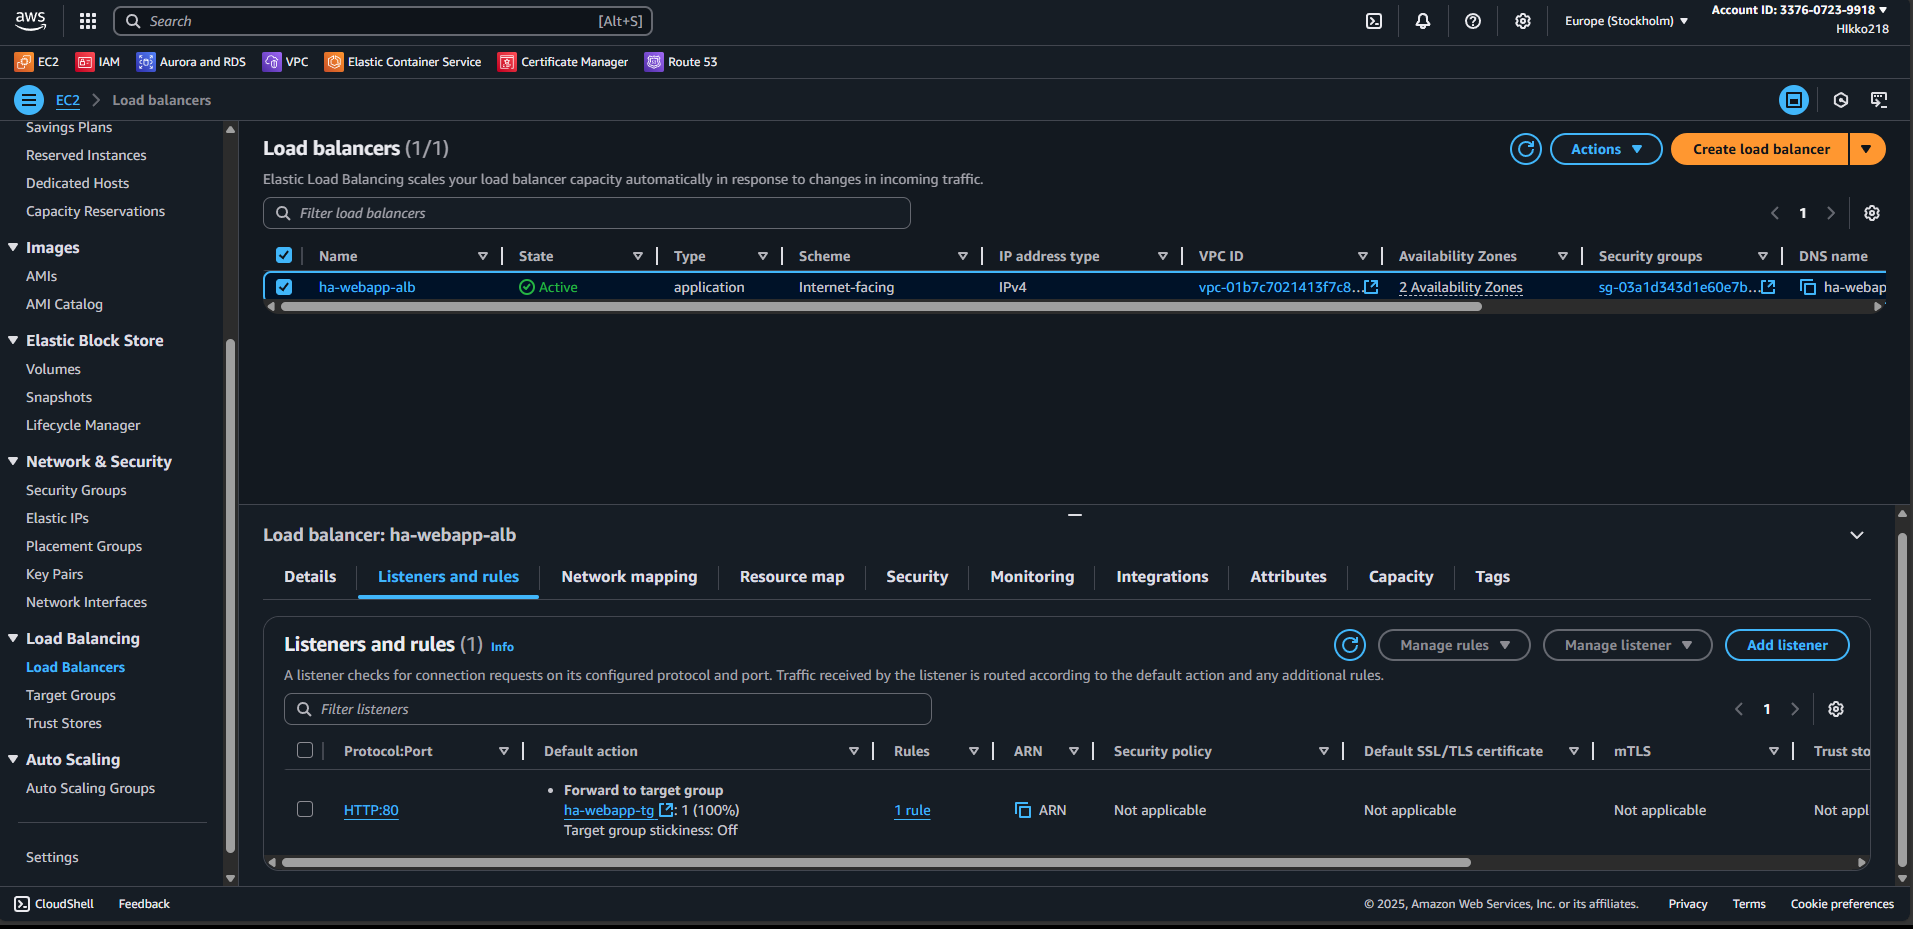 aws
Search [Alt+S]
Europe (Stockholm)
Account ID: 3376-0723-9918
HIkko218
EC2 IAM Aurora and RDS VPC Elastic Container Service Certificate Manager Route 53
EC2 Load balancers
Savings Plans
Reserved Instances
Dedicated Hosts
Capacity Reservations
Images
AMIs
AMI Catalog
Elastic Block Store
Volumes
Snapshots
Lifecycle Manager
Network & Security
Security Groups
Elastic IPs
Placement Groups
Key Pairs
Network Interfaces
Load Balancing
Load Balancers
Target Groups
Trust Stores
Auto Scaling
Auto Scaling Groups
Settings
Load balancers (1/1)
Actions
Create load balancer
Elastic Load Balancing scales your load balancer capacity automatically in response to changes in incoming traffic.
Filter load balancers
1
Name State Type Scheme IP address type VPC ID Availability Zones Security groups DNS name
ha-webapp-alb Active application Internet-facing IPv4 vpc-01b7c7021413f7c8... 2 Availability Zones sg-03a1d343d1e60e7b... ha-webap
Load balancer: ha-webapp-alb
Details Listeners and rules Network mapping Resource map Security Monitoring Integrations Attributes Capacity Tags
Listeners and rules (1) Info
Manage rules Manage listener Add listener
A listener checks for connection requests on its configured protocol and port. Traffic received by the listener is routed according to the default action and any additional rules.
Filter listeners
1
Protocol:Port Default action Rules ARN Security policy Default SSL/TLS certificate mTLS Trust sto
• Forward to target group
HTTP:80 ha-webapp-tg : 1 (100%) 1 rule ARN Not applicable Not applicable Not applicable Not appl
Target group stickiness: Off
CloudShell Feedback © 2025, Amazon Web Services, Inc. or its affiliates. Privacy Terms Cookie preferences